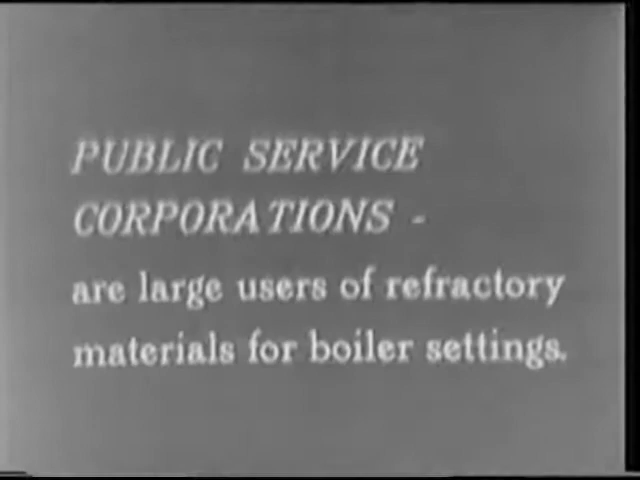 PUBLIC SERVICE
CORPORATIONS -
are large users of refractory
materials for boiler settings.